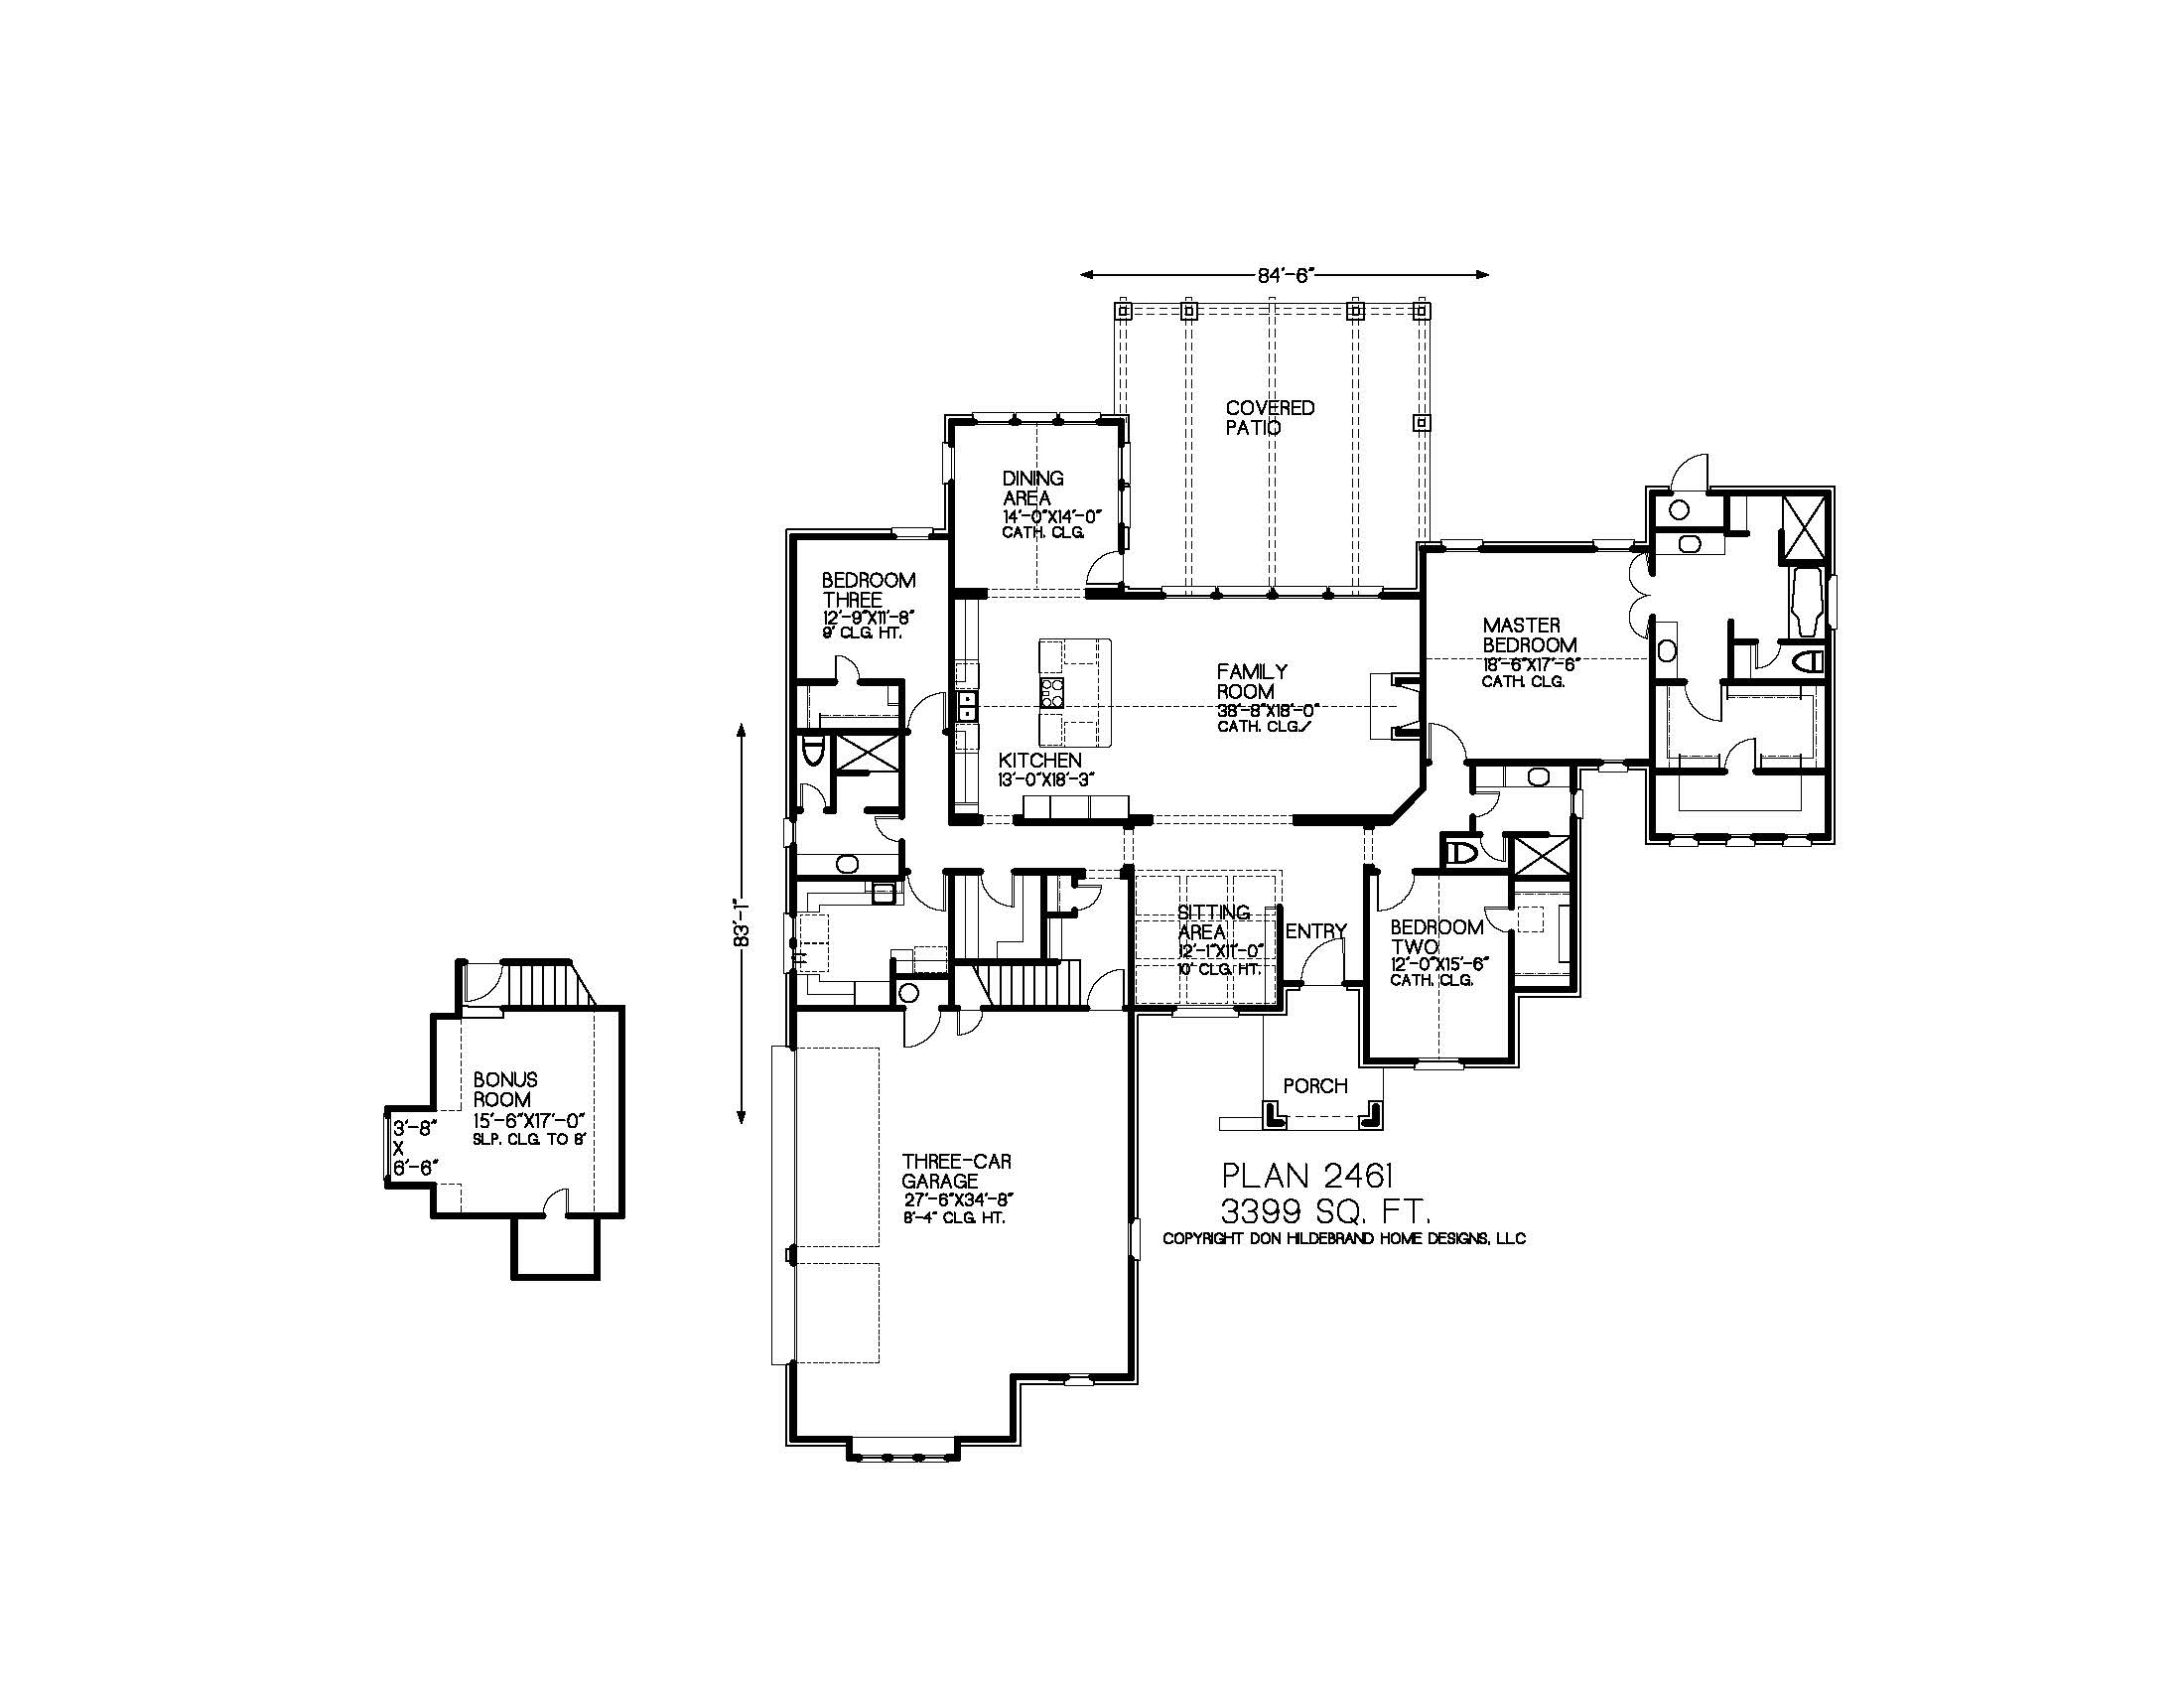 84'-6"
COVERED
PATIO
DINING
AREA
14'-0"X14'-0"
CATH. CLG.
BEDROOM
THREE
12'-9"X11'-8"
9' CLG. HT.
MASTER
BEDROOM
18'-6"X17'-6"
CATH. CLG.
FAMILY
ROOM
38'-8"X18'-0"
CATH. CLG./
KITCHEN
13'-0"X18'-3"
83'-1"
SITTING
AREA
12'-1"X11'-0"
10' CLG. HT.
ENTRY
BEDROOM
TWO
12'-0"X15'-6"
CATH. CLG.
BONUS
ROOM
15'-6"X17'-0"
SLP. CLG. TO 8'
3'-8"
X
6'-6"
PORCH
THREE-CAR
GARAGE
27'-6"X34'-8"
8'-4" CLG. HT.
PLAN 2461
3399 SQ. FT.
COPYRIGHT DON HILDEBRAND HOME DESIGNS, LLC